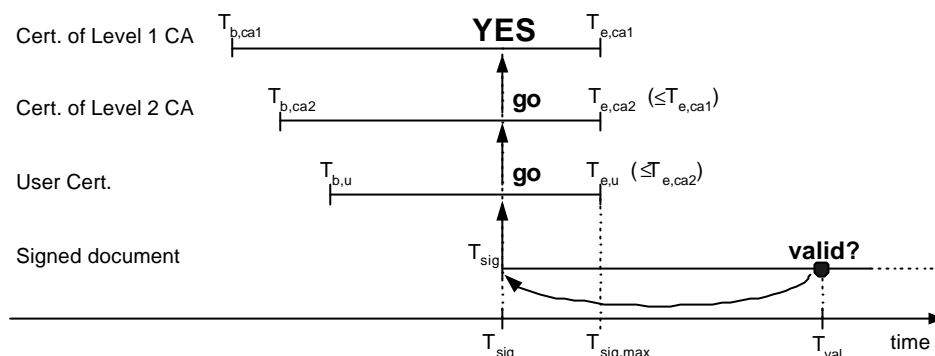 Cert. of Level 1 CA T_b,ca1 YES T_e,ca1
Cert. of Level 2 CA T_b,ca2 go T_e,ca2 (≤T_e,ca1)
User Cert. T_b,u go T_e,u (≤T_e,ca2)
Signed document T_sig valid?
T_sig T_sig,max T_val time